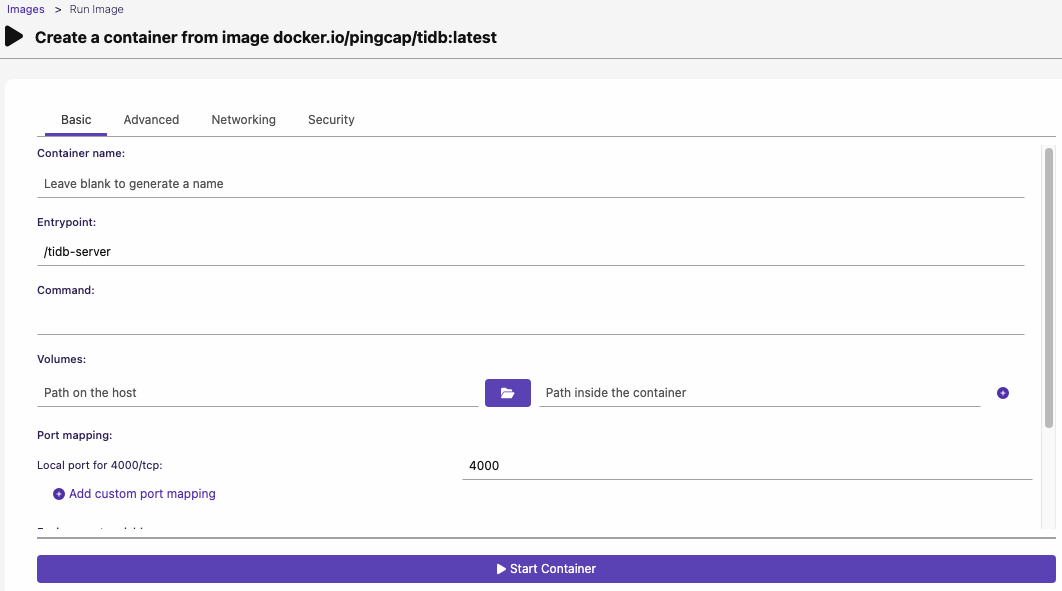 Images > Run Image
Create a container from image docker.io/pingcap/tidb:latest
Basic Advanced Networking Security
Container name:
Leave blank to generate a name
Entrypoint:
/tidb-server
Command:
Volumes:
Path on the host Path inside the container
Port mapping:
Local port for 4000/tcp: 4000
Add custom port mapping
Start Container